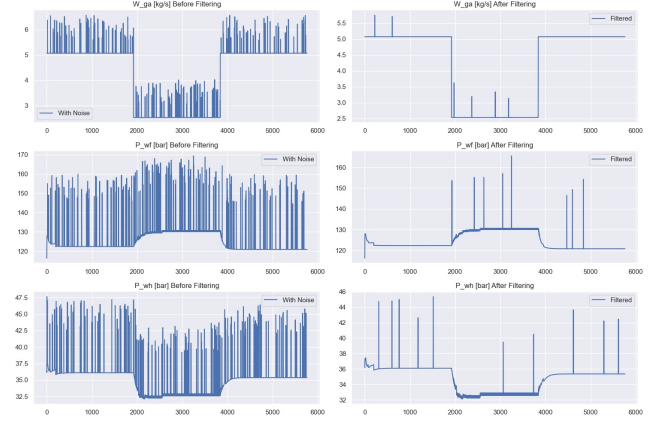 W_ga [kg/s] Before Filtering
6
5
4
3
With Noise
0 1000 2000 3000 4000 5000 6000
W_ga [kg/s] After Filtering
5.5
5.0
4.5
4.0
3.5
3.0
2.5
Filtered
0 1000 2000 3000 4000 5000 6000
P_wf [bar] Before Filtering
170
160
150
140
130
120
With Noise
0 1000 2000 3000 4000 5000 6000
P_wf [bar] After Filtering
160
150
140
130
120
Filtered
0 1000 2000 3000 4000 5000 6000
P_wh [bar] Before Filtering
47.5
45.0
42.5
40.0
37.5
35.0
32.5
With Noise
0 1000 2000 3000 4000 5000 6000
P_wh [bar] After Filtering
46
44
42
40
38
36
34
32
Filtered
0 1000 2000 3000 4000 5000 6000